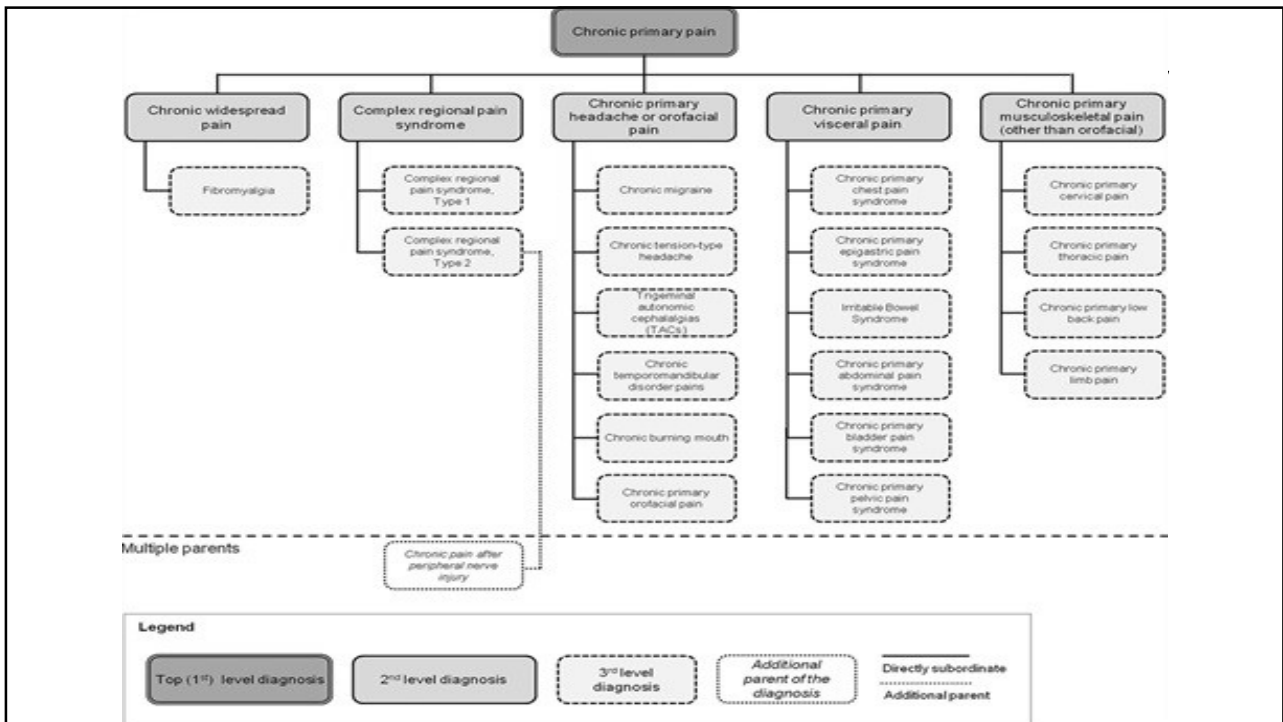 Chronic primary pain
Chronic widespread
pain
Complex regional pain
syndrome
Chronic primary
headache or orofacial
pain
Chronic primary
visceral pain
Chronic primary
musculoskeletal pain
(other than orofacial)
Fibromyalgia
Complex regional
pain syndrome,
Type 1
Complex regional
pain syndrome,
Type 2
Chronic migraine
Chronic tension-type
headache
Trigeminal
autonomic
cephalalgias
(TACs)
Chronic
temporomandibular
disorder pains
Chronic burning mouth
Chronic primary
orofacial pain
Chronic primary
chest pain
syndrome
Chronic primary
epigastric pain
syndrome
Irritable Bowel
Syndrome
Chronic primary
abdominal pain
syndrome
Chronic primary
bladder pain
syndrome
Chronic primary
pelvic pain
syndrome
Chronic primary
cervical pain
Chronic primary
thoracic pain
Chronic primary low
back pain
Chronic primary
limb pain
Multiple parents
Chronic pain after
peripheral nerve
injury
Legend
Top (1st) level diagnosis
2nd level diagnosis
3rd level
diagnosis
Additional
parent of the
diagnosis
Directly subordinate
Additional parent